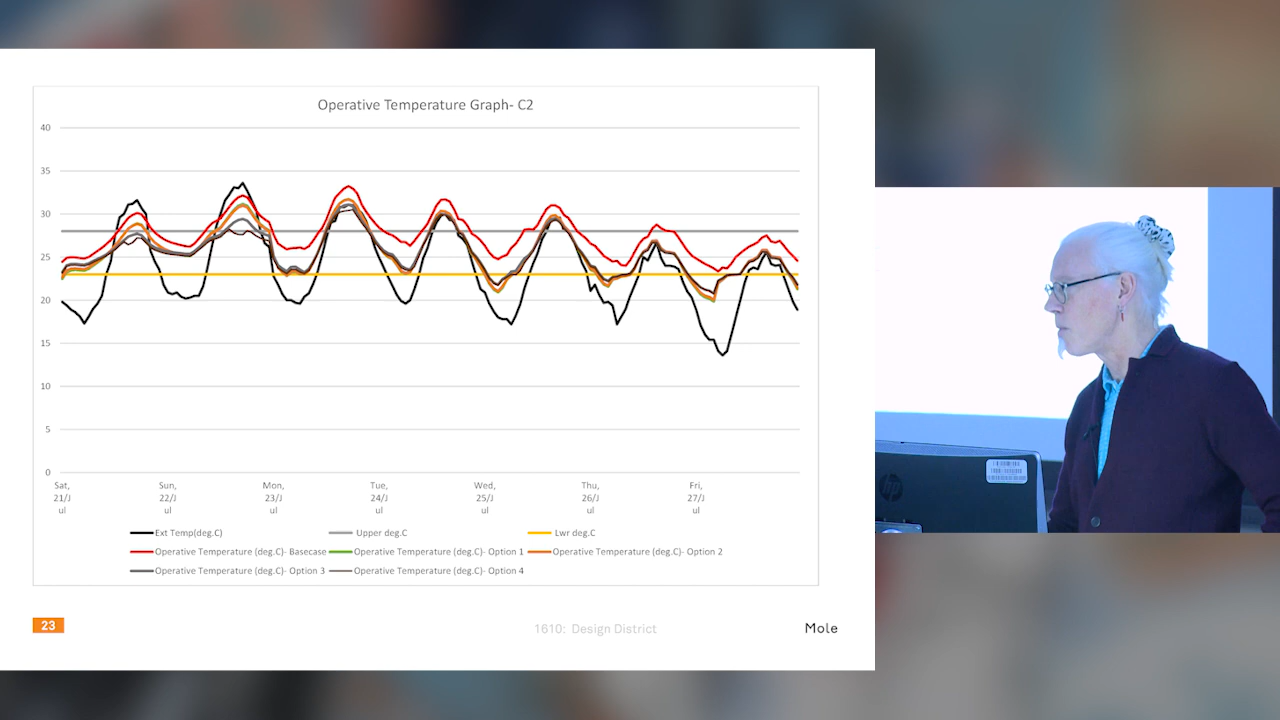 Operative Temperature Graph- C2
40
35
30
25
20
15
10
5
0
Sat, 21/J ul
Sun, 22/J ul
Mon, 23/J ul
Tue, 24/J ul
Wed, 25/J ul
Thu, 26/J ul
Fri, 27/J ul
Ext Temp(deg.C) Upper deg.C Lwr deg.C
Operative Temperature (deg.C)- Basecase Operative Temperature (deg.C)- Option 1 Operative Temperature (deg.C)- Option 2
Operative Temperature (deg.C)- Option 3 Operative Temperature (deg.C)- Option 4
23 1610: Design District Mole
hp